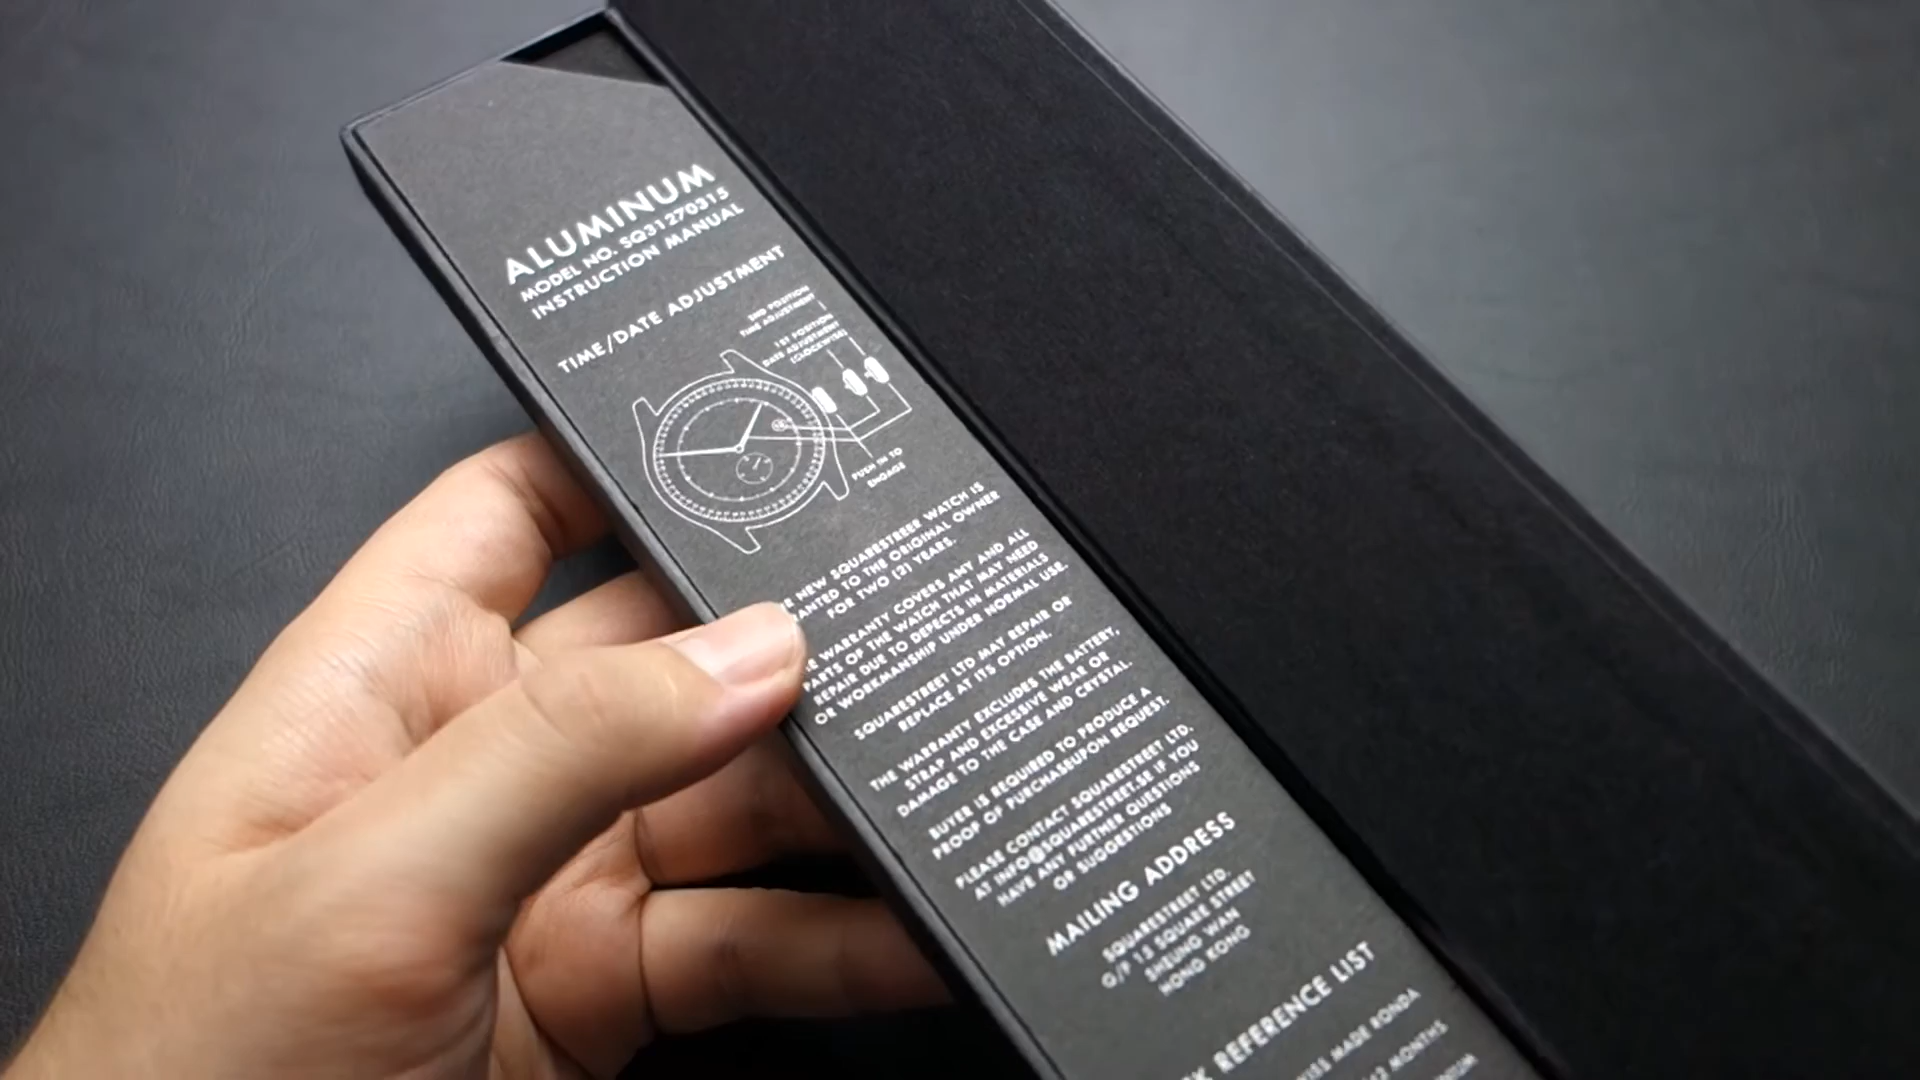 ALUMINUM
MODEL NO. SQ31270315
INSTRUCTION MANUAL
TIME/DATE ADJUSTMENT
2ND POSITION
TIME ADJUSTMENT
1ST POSITION
DATE ADJUSTMENT
(CLOCKWISE)
PUSH IN TO
ENGAGE
NEW SQUARESTREER WATCH IS
TO THE ORIGINAL OWNER
FOR TWO (2) YEARS.
WARRANTY COVERS ANY AND ALL
PARTS OF THE WATCH THAT MAY NEED
REPAIR DUE TO DEFECTS IN MATERIALS
OR WORKMANSHIP UNDER NORMAL USE.
SQUARESTREET LTD MAY REPAIR OR
REPLACE AT ITS OPTION.
THE WARRANTY EXCLUDES THE BATTERY,
STRAP AND EXCESSIVE WEAR OR
DAMAGE TO THE CASE AND CRYSTAL.
BUYER IS REQUIRED TO PRODUCE A
PROOF OF PURCHASEUPON REQUEST.
PLEASE CONTACT SQUARESTREET LTD.
AT INFO@SQUARESTREET.SE IF YOU
HAVE ANY FURTHER QUESTIONS
OR SUGGESTIONS
MAILING ADDRESS
SQUARESTREET LTD.
G/F 15 SQUARE STREET
SHEUNG WAN
HONG KONG
REFERENCE LIST
MADE RONDA
MONTHS